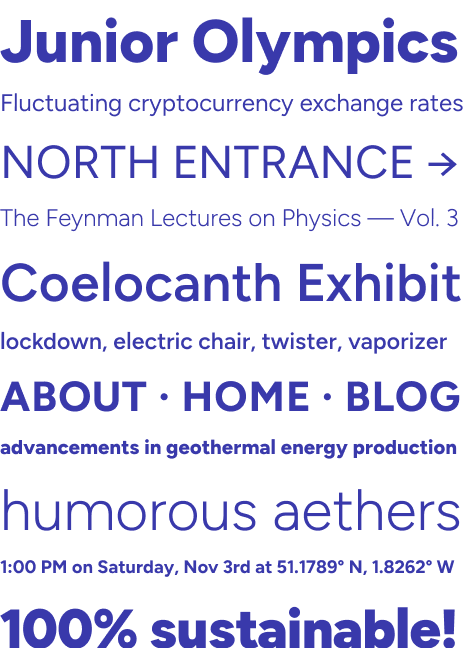 Junior Olympics
Fluctuating cryptocurrency exchange rates
NORTH ENTRANCE →
The Feynman Lectures on Physics — Vol. 3
Coelocanth Exhibit
lockdown, electric chair, twister, vaporizer
ABOUT · HOME · BLOG
advancements in geothermal energy production
humorous aethers
1:00 PM on Saturday, Nov 3rd at 51.1789° N, 1.8262° W
100% sustainable!